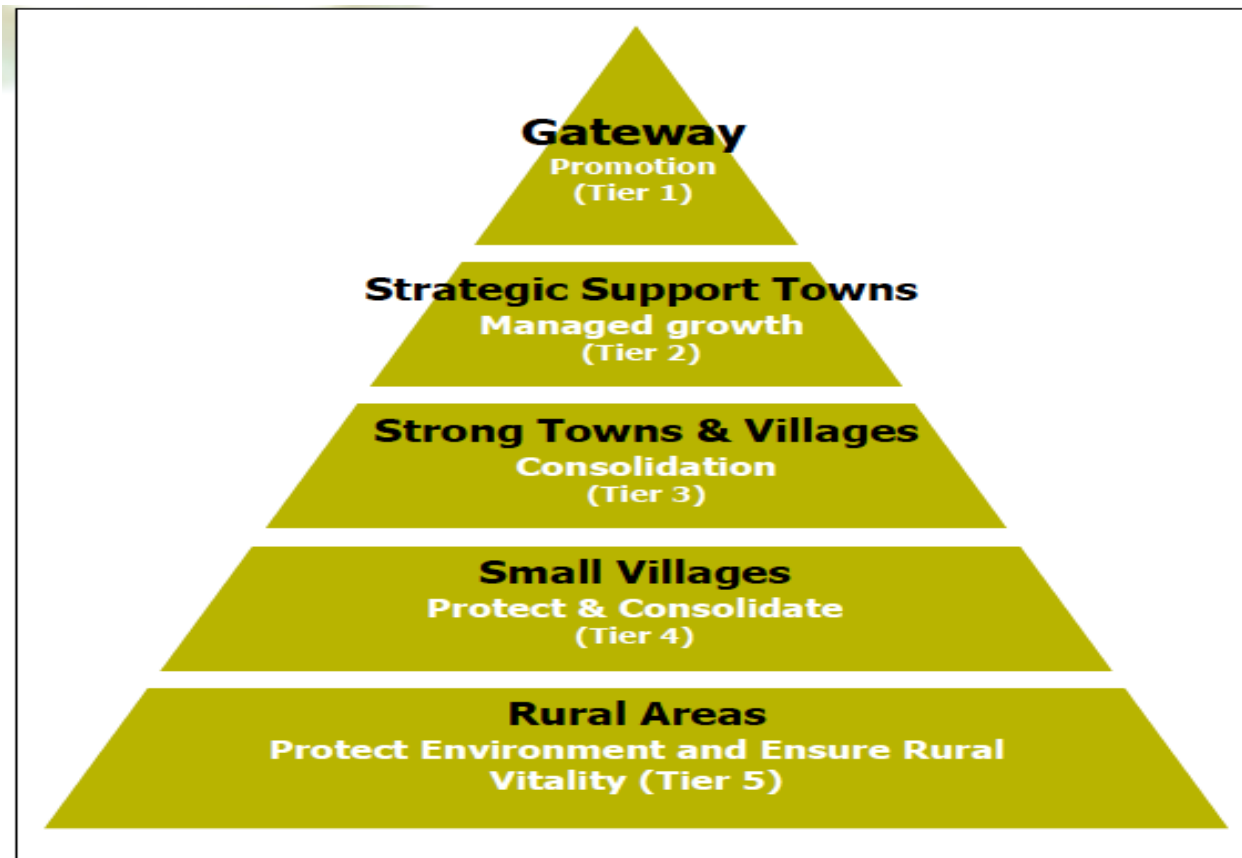 Gateway
Promotion
(Tier 1)
Strategic Support Towns
Managed growth
(Tier 2)
Strong Towns & Villages
Consolidation
(Tier 3)
Small Villages
Protect & Consolidate
(Tier 4)
Rural Areas
Protect Environment and Ensure Rural
Vitality (Tier 5)